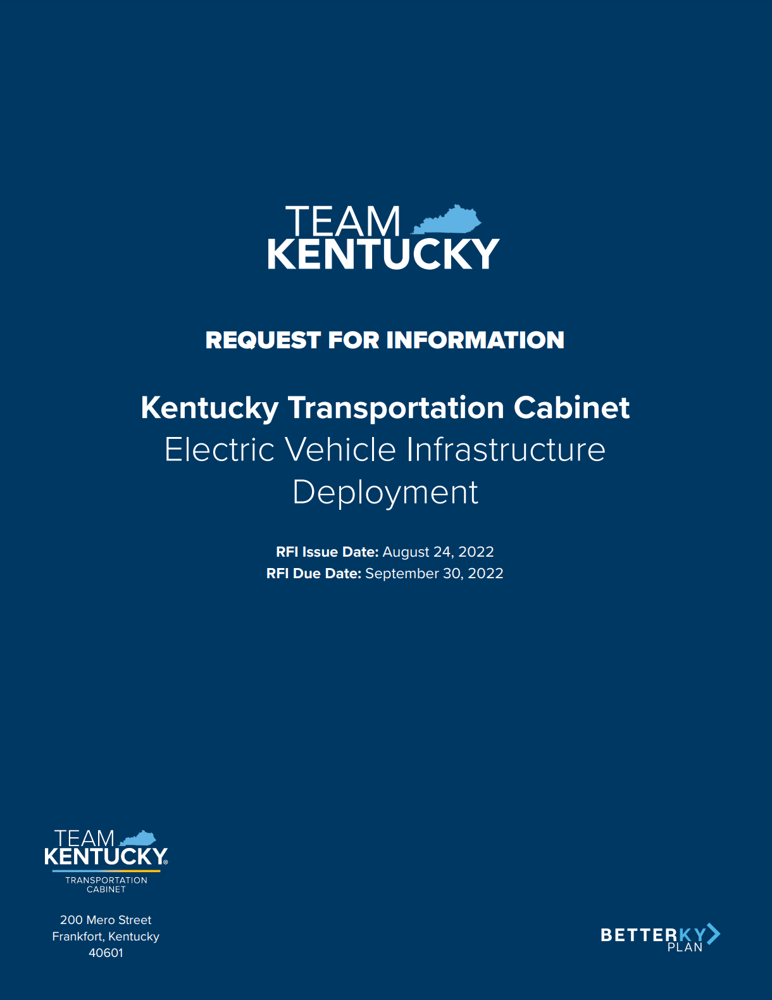 TEAM
KENTUCKY
REQUEST FOR INFORMATION
Kentucky Transportation Cabinet
Electric Vehicle Infrastructure
Deployment
RFI Issue Date: August 24, 2022
RFI Due Date: September 30, 2022
TEAM
KENTUCKY®
TRANSPORTATION
CABINET
200 Mero Street
Frankfort, Kentucky
40601
BETTERKY
PLAN